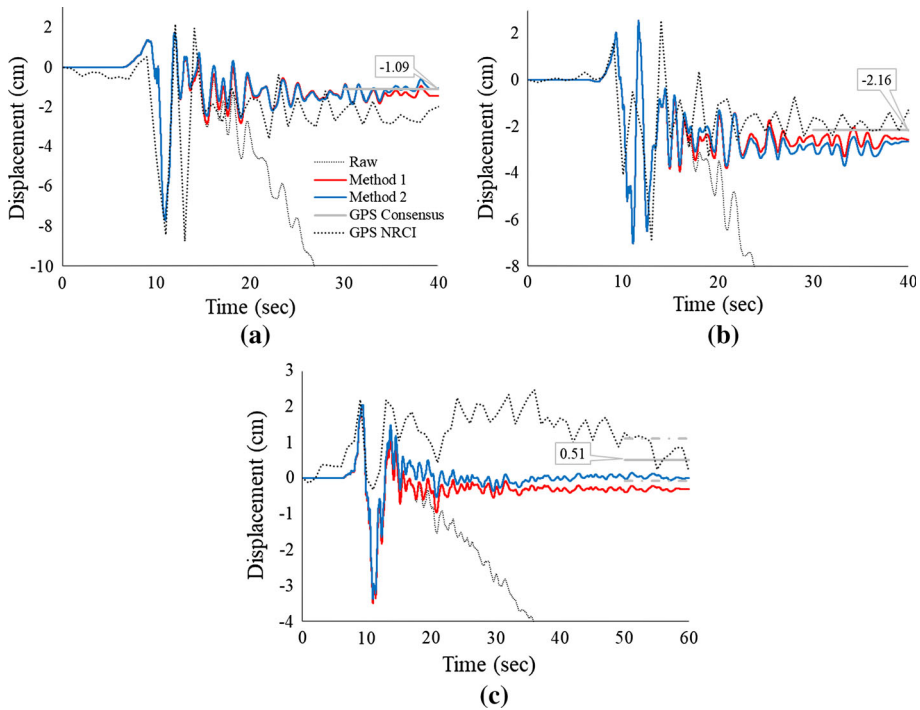 2
0
-2
-4
-6
-8
-10
Displacement (cm)
-1.09
Raw
Method 1
Method 2
GPS Consensus
GPS NRCI
0 10 20 30 40
Time (sec)
(a)
4
2
0
-2
-4
-6
-8
Displacement (cm)
-2.16
0 10 20 30 40
Time (sec)
(b)
3
2
1
0
-1
-2
-3
-4
Displacement (cm)
0.51
0 10 20 30 40 50 60
Time (sec)
(c)